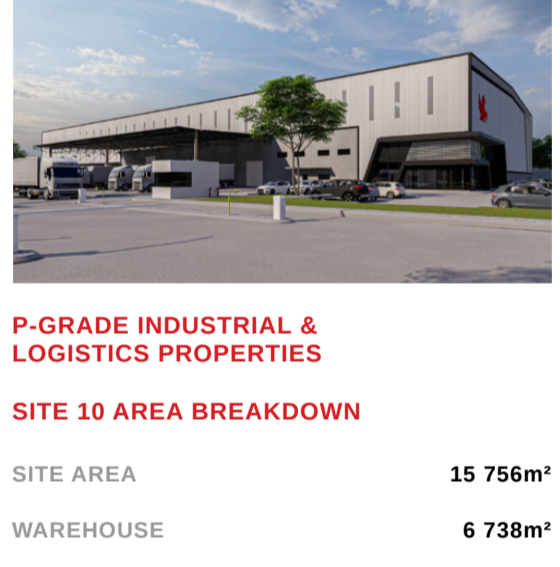 P-GRADE INDUSTRIAL &
LOGISTICS PROPERTIES
SITE 10 AREA BREAKDOWN
SITE AREA 15 756m²
WAREHOUSE 6 738m²